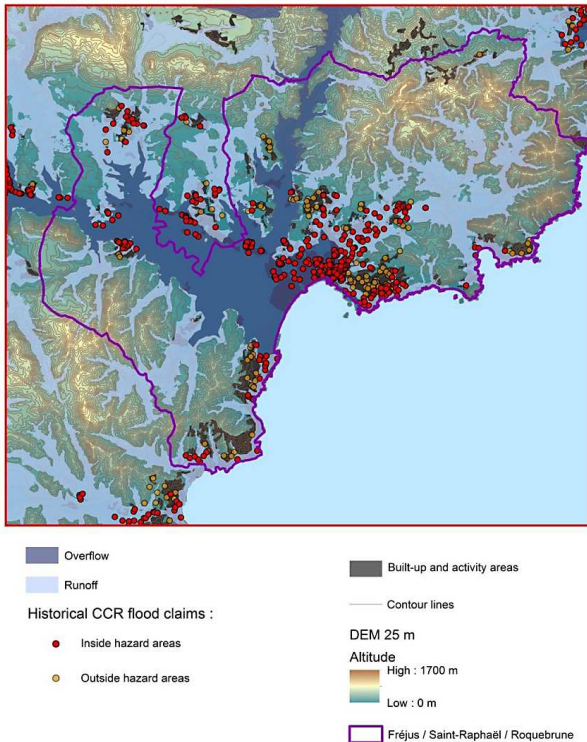 Overflow
Runoff
Historical CCR flood claims :
Inside hazard areas
Outside hazard areas
Built-up and activity areas
Contour lines
DEM 25 m
Altitude
High : 1700 m
Low : 0 m
Fréjus / Saint-Raphaël / Roquebrune